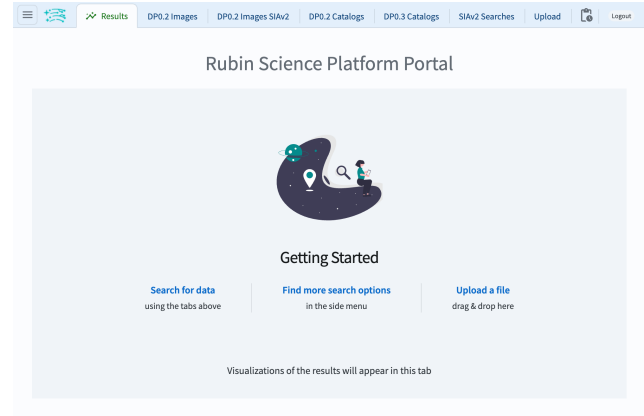 Results DP0.2 Images DP0.2 Images SIAv2 DP0.2 Catalogs DP0.3 Catalogs SIAv2 Searches Upload Logout
Rubin Science Platform Portal
Getting Started
Search for data Find more search options Upload a file
using the tabs above in the side menu drag & drop here
Visualizations of the results will appear in this tab